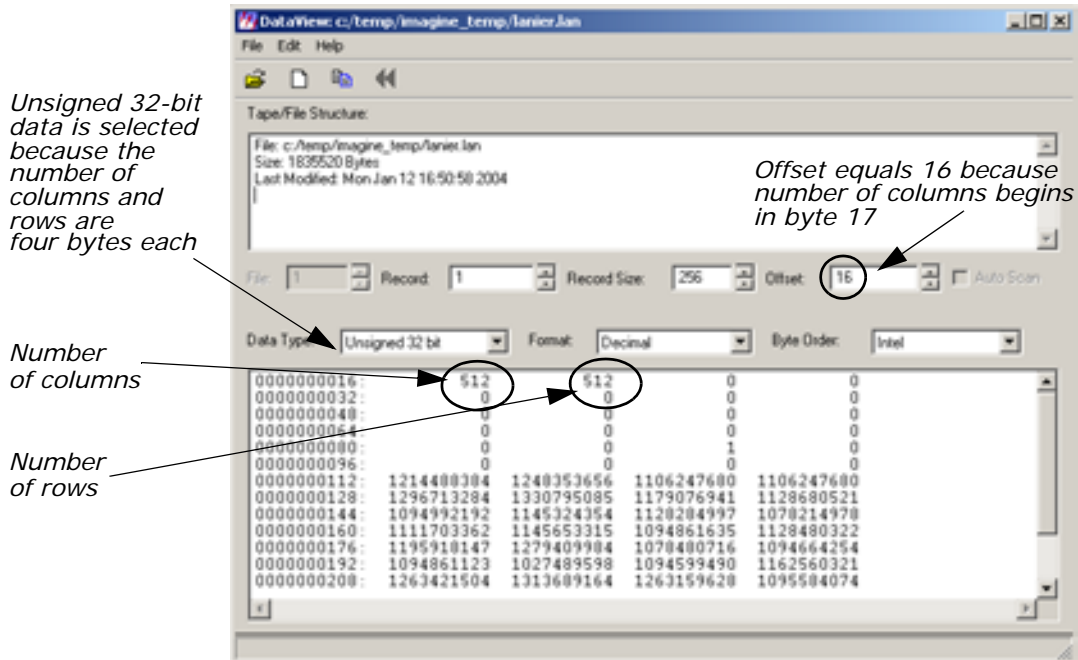 DataView: c:/temp/imagine_temp/lanier.lan
File Edit Help
Tape/File Structure:
File: c:/temp/imagine_temp/lanier.lan
Size: 1835520 Bytes
Last Modified: Mon Jan 12 16:50:58 2004
Unsigned 32-bit
data is selected
because the
number of
columns and
rows are
four bytes each
Offset equals 16 because
number of columns begins
in byte 17
File: 1 Record: 1 Record Size: 256 Offset: 16 Auto Scan
Data Type: Unsigned 32 bit Format: Decimal Byte Order: Intel
Number
of columns
Number
of rows
0000000016: 512 512 0 0
0000000032: 0 0 0 0
0000000048: 0 0 0 0
0000000064: 0 0 0 0
0000000080: 0 0 1 0
0000000096: 0 0 0 0
0000000112: 1214488384 1248353656 1106247680 1106247680
0000000128: 1296713284 1330795085 1179076941 1128680521
0000000144: 1094992192 1145324354 1128284997 1078214978
0000000160: 1111703362 1145653315 1094861635 1128480322
0000000176: 1195918147 1279409984 1078480716 1094664254
0000000192: 1094861123 1027489598 1094599490 1162560321
0000000208: 1263421504 1313689164 1263159628 1095584074